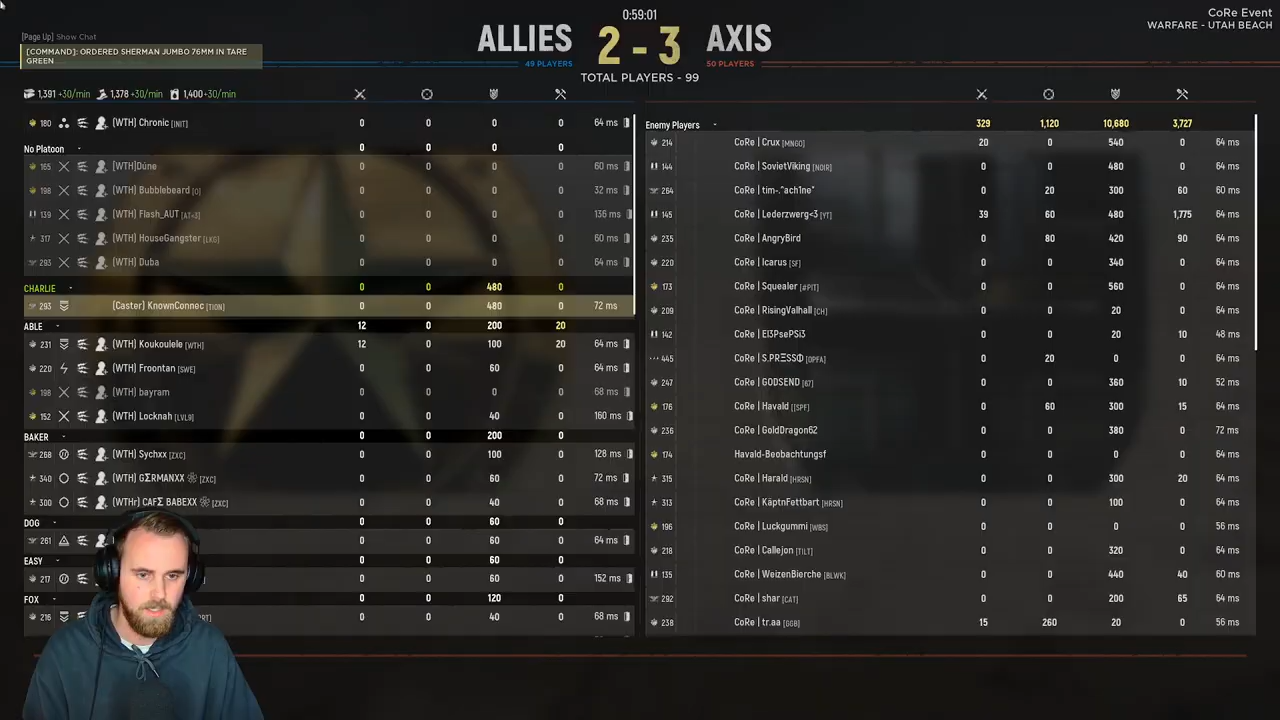 0:59:01
CoRe Event
WARFARE - UTAH BEACH
[Page Up] Show Chat
[COMMAND]: ORDERED SHERMAN JUMBO 76MM IN TARE
GREEN
ALLIES 2 - 3 AXIS
49 PLAYERS 50 PLAYERS
TOTAL PLAYERS - 99
1,391 +30/min 1,378 +30/min 1,400 +30/min
180 (WTH) Chronic [INIT] 0 0 0 0 64 ms
No Platoon - 0 0 0 0
165 (WTH)Dúne 0 0 0 0 60 ms
198 (WTH) Bubblebeard [O] 0 0 0 0 32 ms
139 (WTH) Flash_AUT [AT<3] 0 0 0 0 136 ms
317 (WTH) HouseGangster [LKG] 0 0 0 0 60 ms
293 (WTH) Duba 0 0 0 0 64 ms
CHARLIE - 0 0 480 0
293 (Caster) KnownConnec [TION] 0 0 480 0 72 ms
ABLE - 12 0 200 20
231 (WTH) Koukoulele [WTH] 12 0 100 20 64 ms
220 (WTH) Froontan [SWE] 0 0 60 0 64 ms
198 (WTH) bayram 0 0 0 0 68 ms
152 (WTH) Locknah [LVL9] 0 0 40 0 160 ms
BAKER - 0 0 200 0
268 (WTH) Sychxx [ZXC] 0 0 100 0 128 ms
340 (WTH) GΣRMANXX [ZXC] 0 0 60 0 72 ms
300 (WTHr) CAFΣ BABEXX [ZXC] 0 0 40 0 68 ms
DOG - 0 0 60 0
261 0 0 60 0 64 ms
EASY - 0 0 60 0
217 0 0 60 0 152 ms
FOX 0 0 120 0
216 0 0 40 0 68 ms
Enemy Players - 329 1,120 10,680 3,727
214 CoRe | Crux [MNGO] 20 0 540 0 64 ms
144 CoRe | SovietViking [NOIR] 0 0 480 0 64 ms
264 CoRe | tim-.^ach1ne° 0 20 300 60 60 ms
145 CoRe | Lederzwerg<3 [YT] 39 60 480 1,775 64 ms
235 CoRe | AngryBird 0 80 420 90 64 ms
220 CoRe | Icarus [SF] 0 0 340 0 64 ms
173 CoRe | Squealer [#PIT] 0 0 560 0 64 ms
209 CoRe | RisingValhall [CH] 0 0 20 0 64 ms
142 CoRe | El3PsePSi3 0 0 20 10 48 ms
445 CoRe | S.PRΞSSO [OPFA] 0 20 0 0 64 ms
247 CoRe | GODSEND [67] 0 0 360 10 52 ms
176 CoRe | Havald [[SPF] 0 60 300 15 64 ms
236 CoRe | GoldDragon62 0 0 380 0 72 ms
174 Havald-Beobachtungsf 0 0 0 0 64 ms
315 CoRe | Harald [HRSN] 0 0 300 20 64 ms
313 CoRe | KäptnFettbart [HRSN] 0 0 100 0 64 ms
196 CoRe | Luckgummi [WBS] 0 0 0 0 56 ms
218 CoRe | Callejon [TILT] 0 0 320 0 64 ms
135 CoRe | WeizenBierche [BLWK] 0 0 440 40 60 ms
292 CoRe | shar [CAT] 0 0 200 65 64 ms
238 CoRe | tr.aa [GGB] 15 260 20 0 56 ms